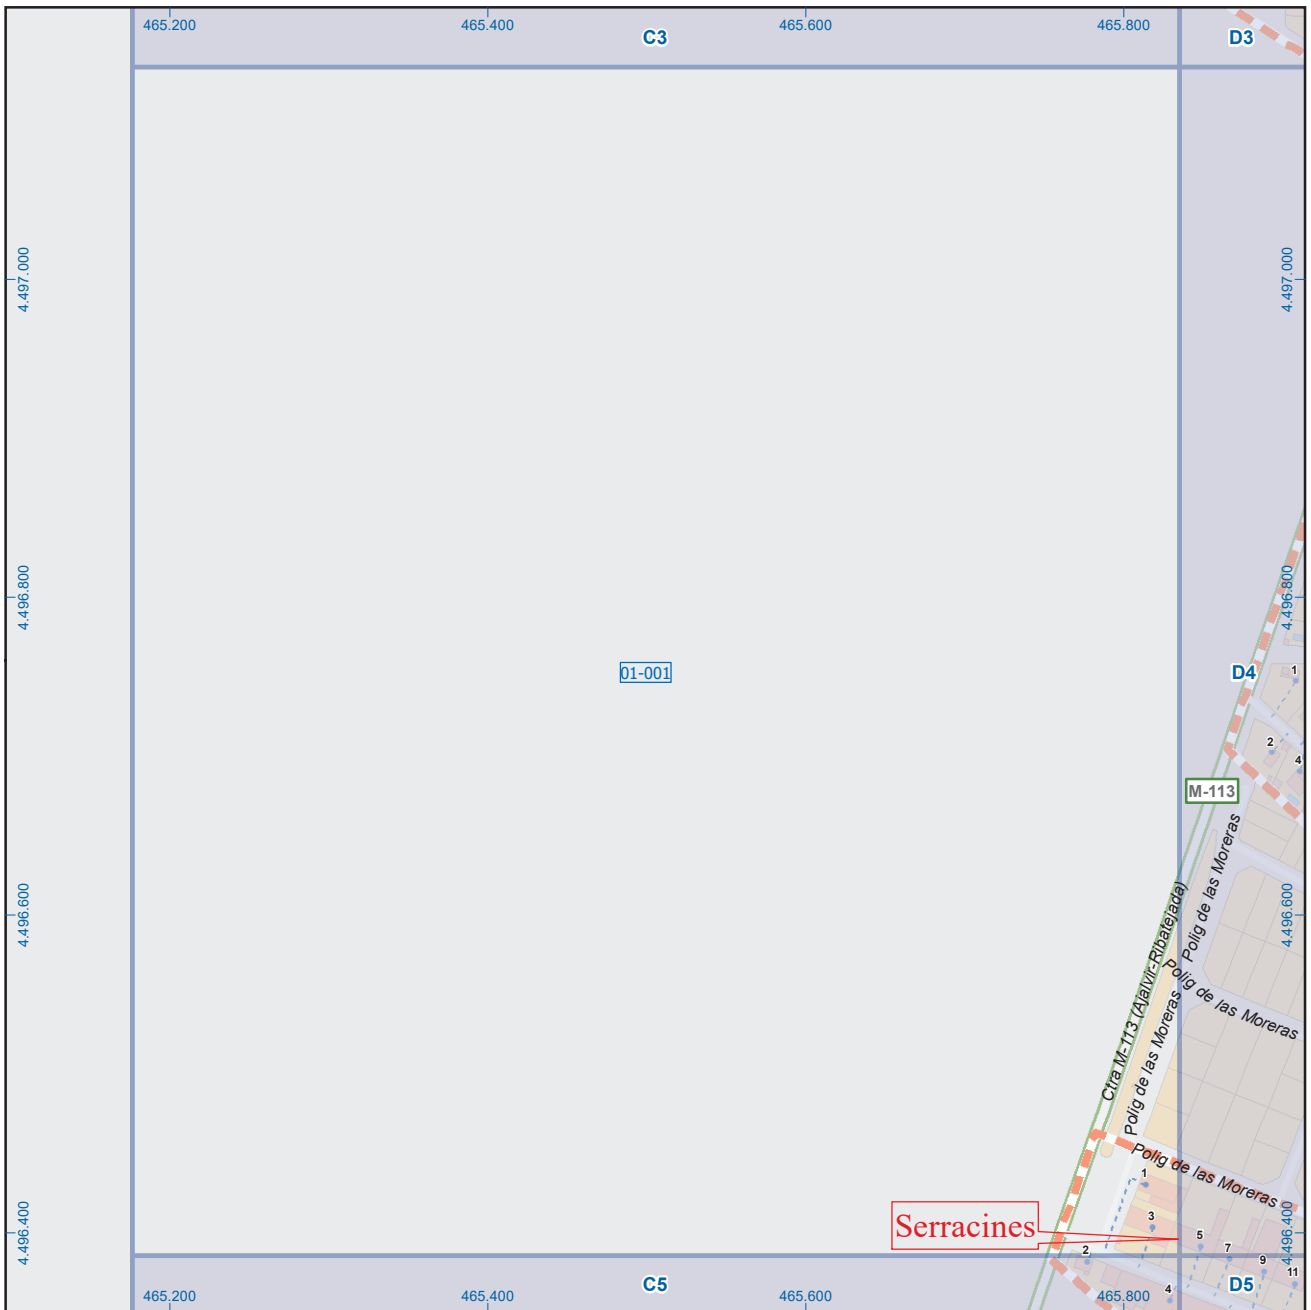 465.200
465.400
465.600
465.800
C3
D3
4.497.000
4.497.000
4.496.800
4.496.800
01-001
D4
1
2
4
M-113
Polig de las Moreras
4.496.600
4.496.600
Ctra M-113 (Ajalvir-Ribatejada)
Polig de las Moreras
Polig de las Moreras
Polig de las Moreras
1
Serracines
3
5
7
9
11
2
4
4.496.400
4.496.400
C5
D5
465.200
465.400
465.600
465.800